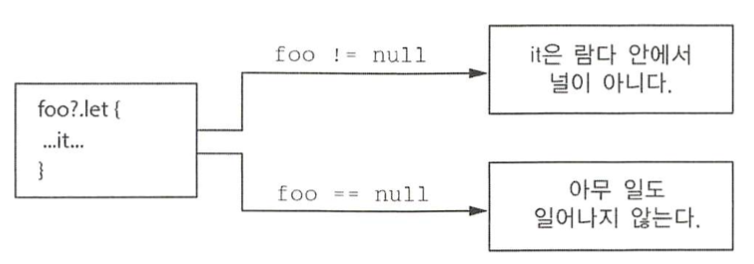 foo?.let {
...it...
}
foo != null
it은 람다 안에서
널이 아니다.
foo == null
아무 일도
일어나지 않는다.